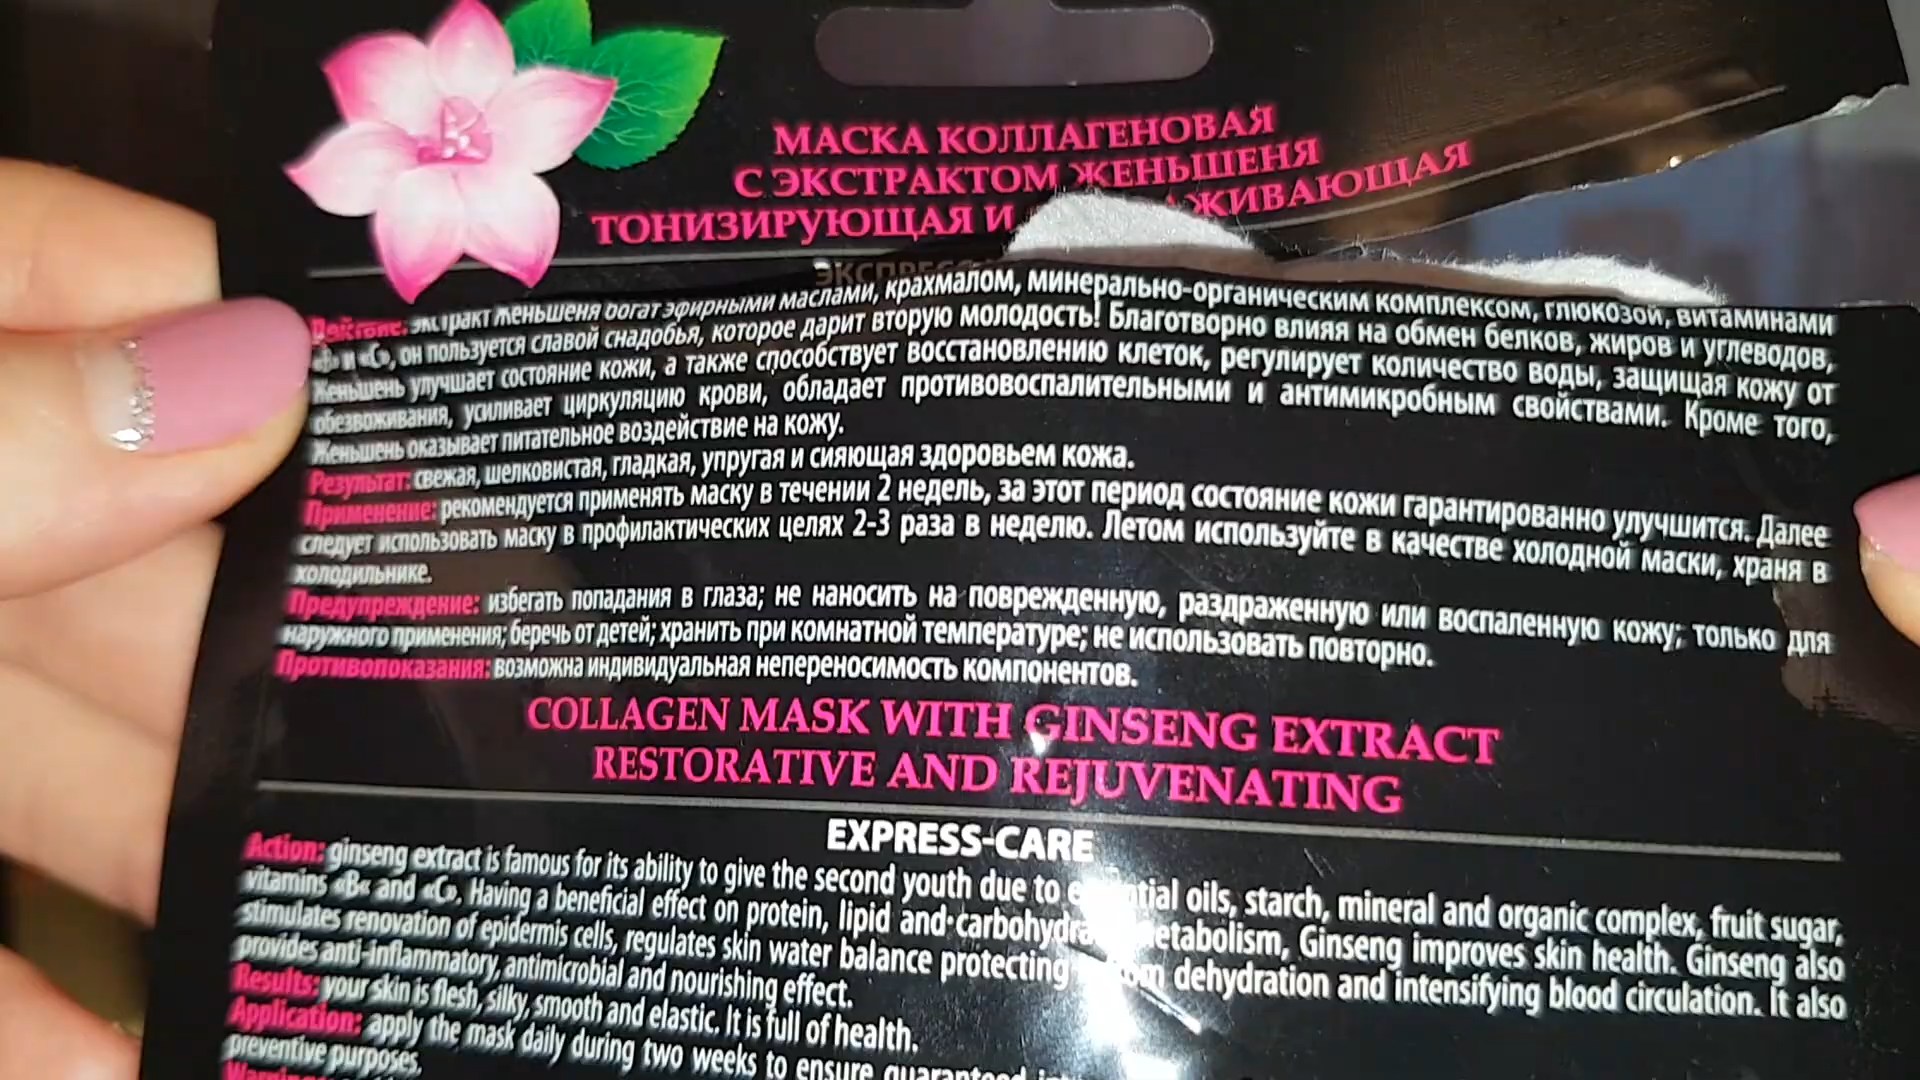 МАСКА КОЛЛАГЕНОВАЯ
С ЭКСТРАКТОМ ЖЕНЬШЕНЯ
ТОНИЗИРУЮЩАЯ И
Действие: экстракт женьшеня богат эфирными маслами, крахмалом, минерально-органическим комплексом, глюкозой, витаминами
и «С», он пользуется славой снадобья, которое дарит вторую молодость! Благотворно влияя на обмен белков, жиров и углеводов,
Женьшень улучшает состояние кожи, а также способствует восстановлению клеток, регулирует количество воды, защищая кожу от
обезвоживания, усиливает циркуляцию крови, обладает противовоспалительными и антимикробным свойствами. Кроме того,
Женьшень оказывает питательное воздействие на кожу.
Результат: свежая, шелковистая, гладкая, упругая и сияющая здоровьем кожа.
Применение: рекомендуется применять маску в течении 2 недель, за этот период состояние кожи гарантированно улучшится. Далее
следует использовать маску в профилактических целях 2-3 раза в неделю. Летом используйте в качестве холодной маски, храня в
холодильнике.
Предупреждение: избегать попадания в глаза; не наносить на поврежденную, раздраженную или воспаленную кожу; только для
наружного применения; беречь от детей; хранить при комнатной температуре; не использовать повторно.
Противопоказания: возможна индивидуальная непереносимость компонентов.
COLLAGEN MASK WITH GINSENG EXTRACT
RESTORATIVE AND REJUVENATING
EXPRESS-CARE
Action: ginseng extract is famous for its ability to give the second youth due to oils, starch, mineral and organic complex, fruit sugar,
vitamins «B« and «C». Having a beneficial effect on protein, lipid and carbohydra etabolism, Ginseng improves skin health. Ginseng also
stimulates renovation of epidermis cells, regulates skin water balance protecting dehydration and intensifying blood circulation. It also
provides anti-inflammatory, antimicrobial and nourishing effect.
Results: your skin is flesh, silky, smooth and elastic. It is full of health.
Application: apply the mask daily during two weeks to ensure guaranteed
preventive purposes.